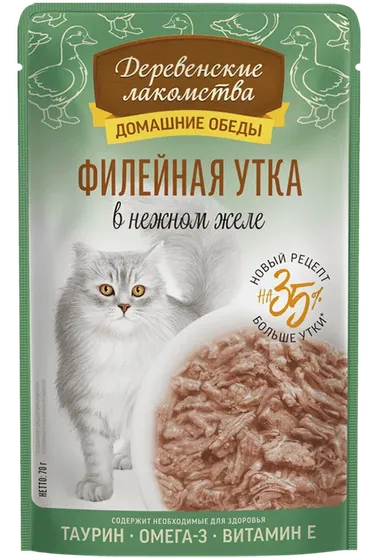 Деревенские
лакомства
ДОМАШНИЕ ОБЕДЫ
ФИЛЕЙНАЯ УТКА
в нежном желе
НОВЫЙ РЕЦЕПТ
НА 35%
БОЛЬШЕ УТКИ*
НЕТТО: 70 г
СОДЕРЖИТ НЕОБХОДИМЫЕ ДЛЯ ЗДОРОВЬЯ
ТАУРИН · ОМЕГА-3 · ВИТАМИН Е